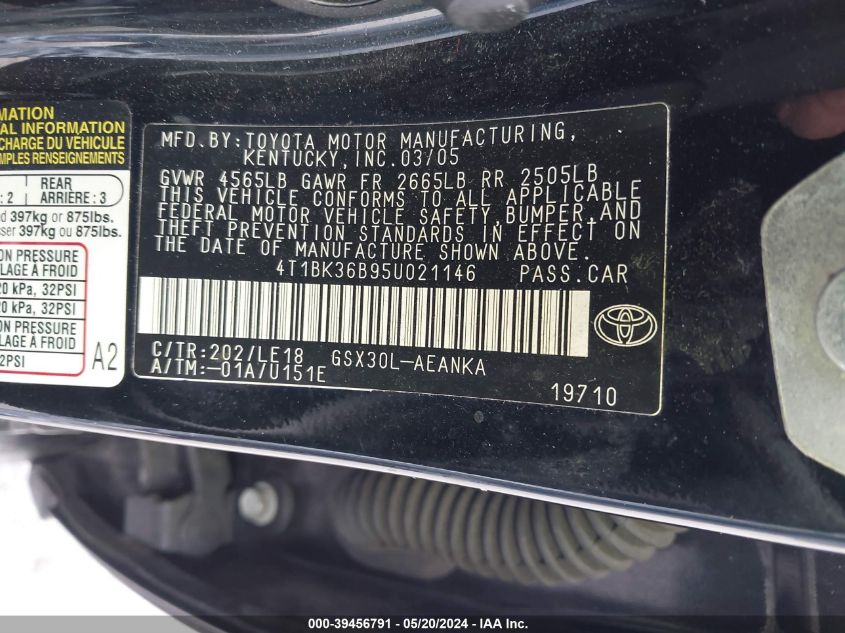 MATION
AL INFORMATION
CHARGE DU VÉHICULE
MPLES RENSEIGNEMENTS
: 2 REAR ARRIÈRE : 3
d 397kg or 875lbs.
sser 397kg ou 875lbs.
ON PRESSURE
LAGE À FROID
20 kPa, 32PSI
20 kPa, 32PSI
ON PRESSURE
LAGE À FROID
2PSI
A2
MFD.BY:TOYOTA MOTOR MANUFACTURING,
KENTUCKY,INC.03/05
GVWR 4565LB GAWR FR 2665LB RR 2505LB
THIS VEHICLE CONFORMS TO ALL APPLICABLE
FEDERAL MOTOR VEHICLE SAFETY,BUMPER,AND
THEFT PREVENTION STANDARDS IN EFFECT ON
THE DATE OF MANUFACTURE SHOWN ABOVE.
4T1BK36B95U021146 PASS.CAR
C/TR:202/LE18 GSX30L-AEANKA
A/TM:-01A/U151E
19710
000-39456791 / 05/20/2024 / IAA Inc.